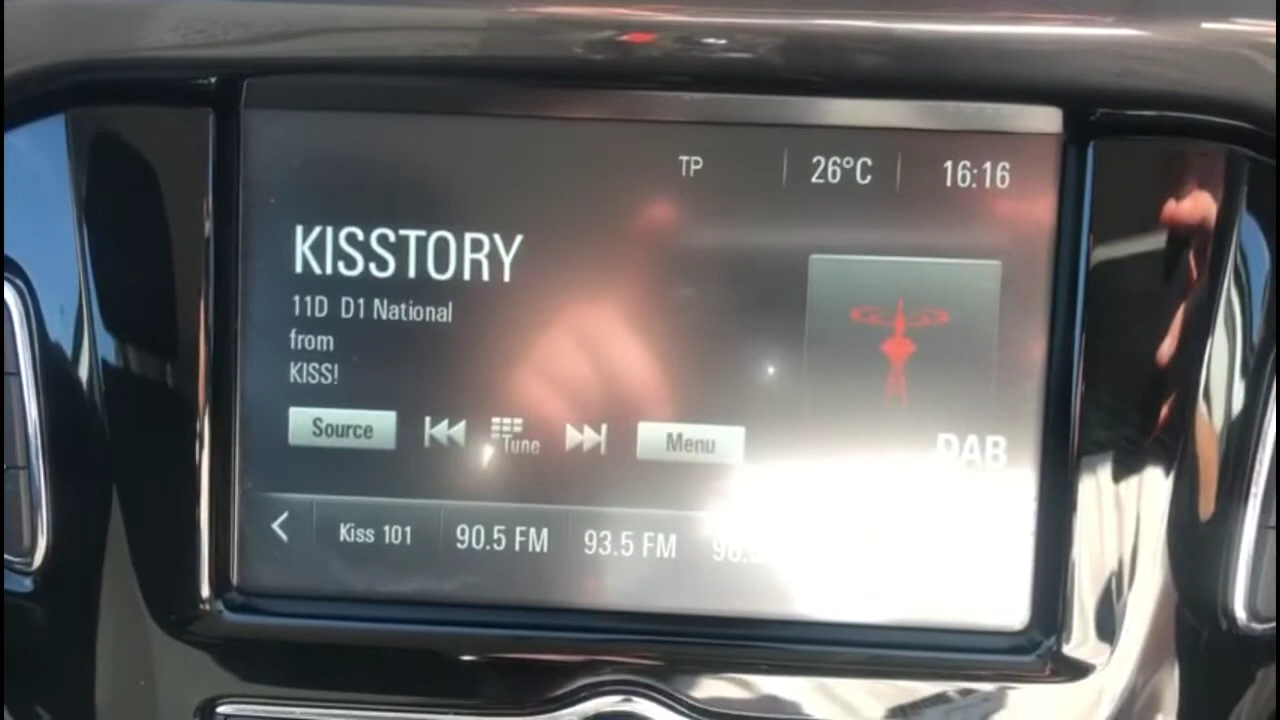 TP 26°C 16:16
KISSTORY
11D D1 National
from
KISS!
Source Tune Menu
DAB
Kiss 101 90.5 FM 93.5 FM